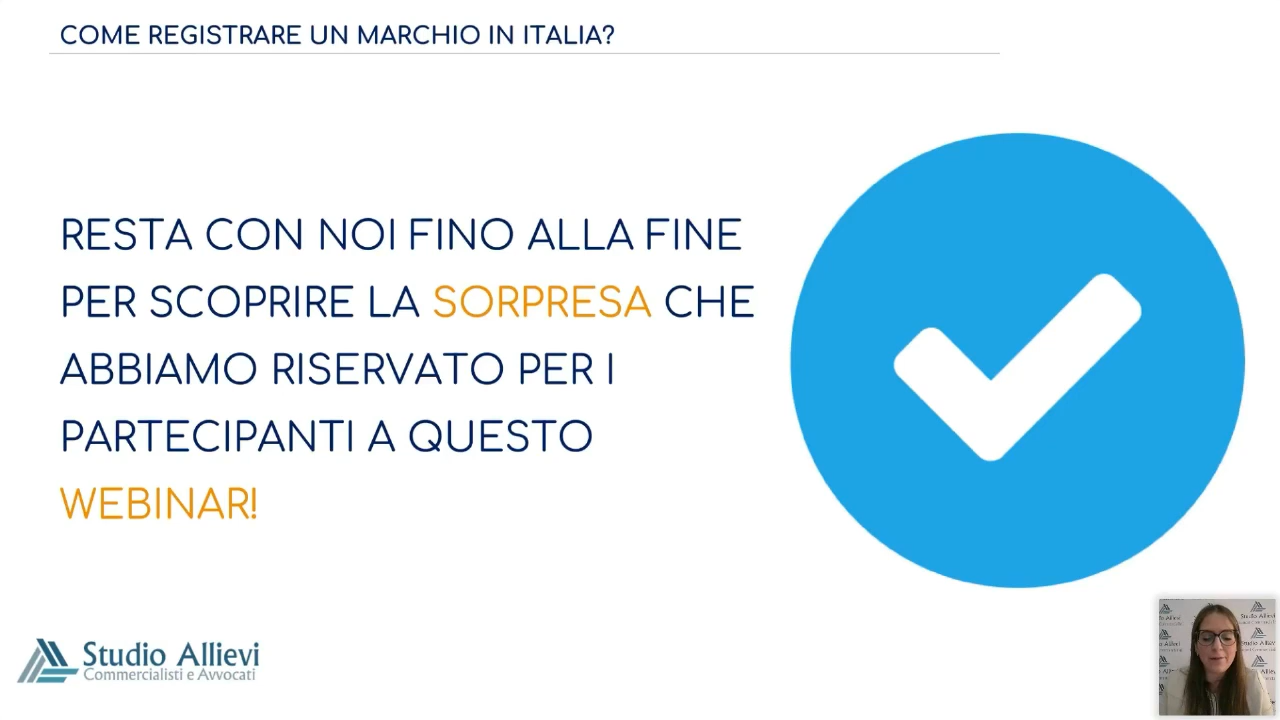 COME REGISTRARE UN MARCHIO IN ITALIA?
RESTA CON NOI FINO ALLA FINE
PER SCOPRIRE LA SORPRESA CHE
ABBIAMO RISERVATO PER I
PARTECIPANTI A QUESTO
WEBINAR!
Studio Allievi
Commercialisti e Avvocati